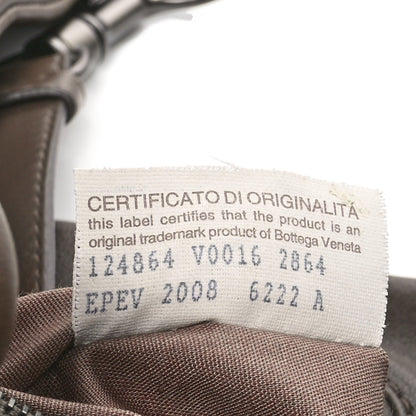 CERTIFICATO DI ORIGINALITÀ
this label certifies that the product is an
original trademark product of Bottega Veneta
124864 V0016 2864
EPEV 2008 6222 A